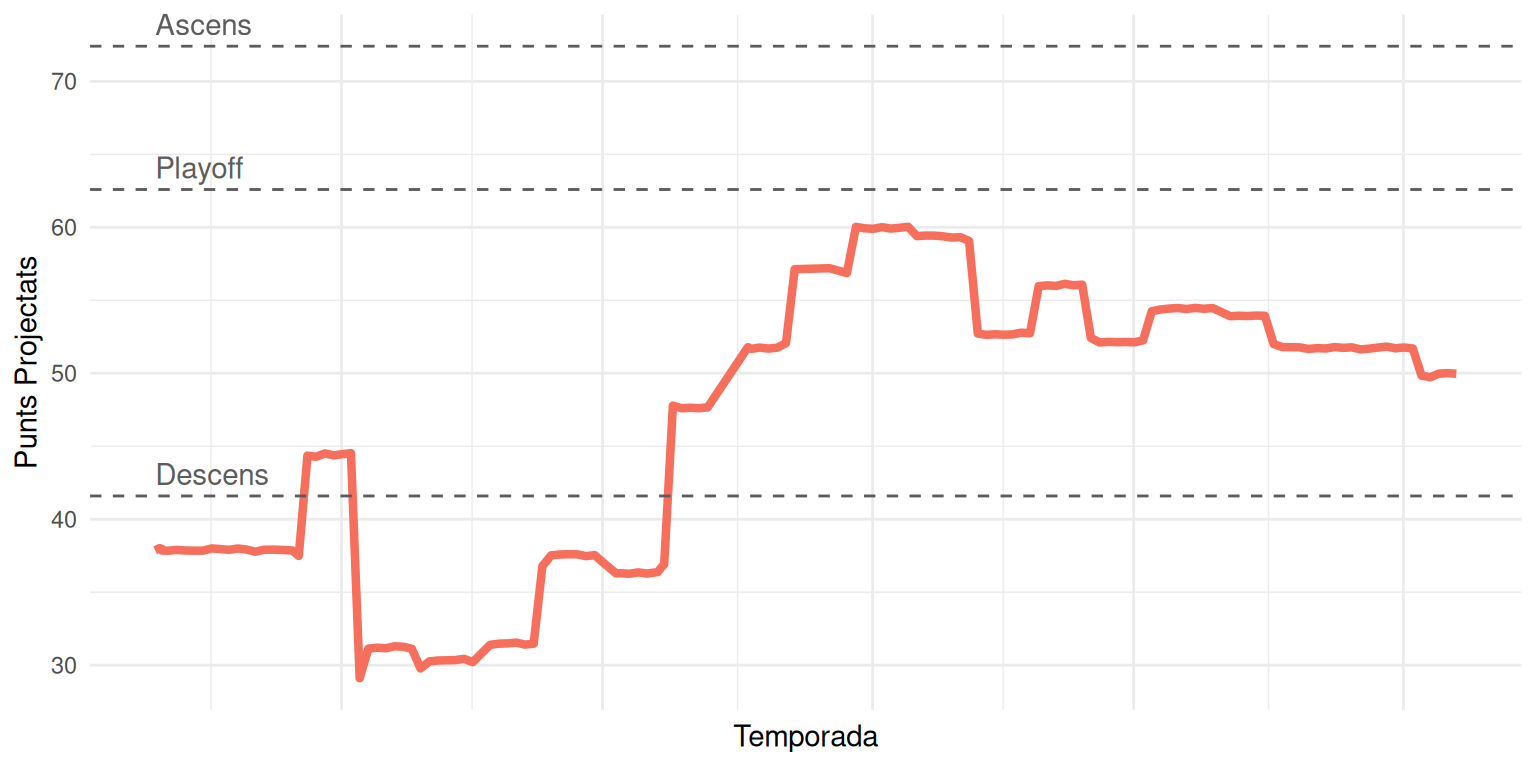 Ascens
70
Playoff
60
50
Descens
40
30
Punts Projectats
Temporada